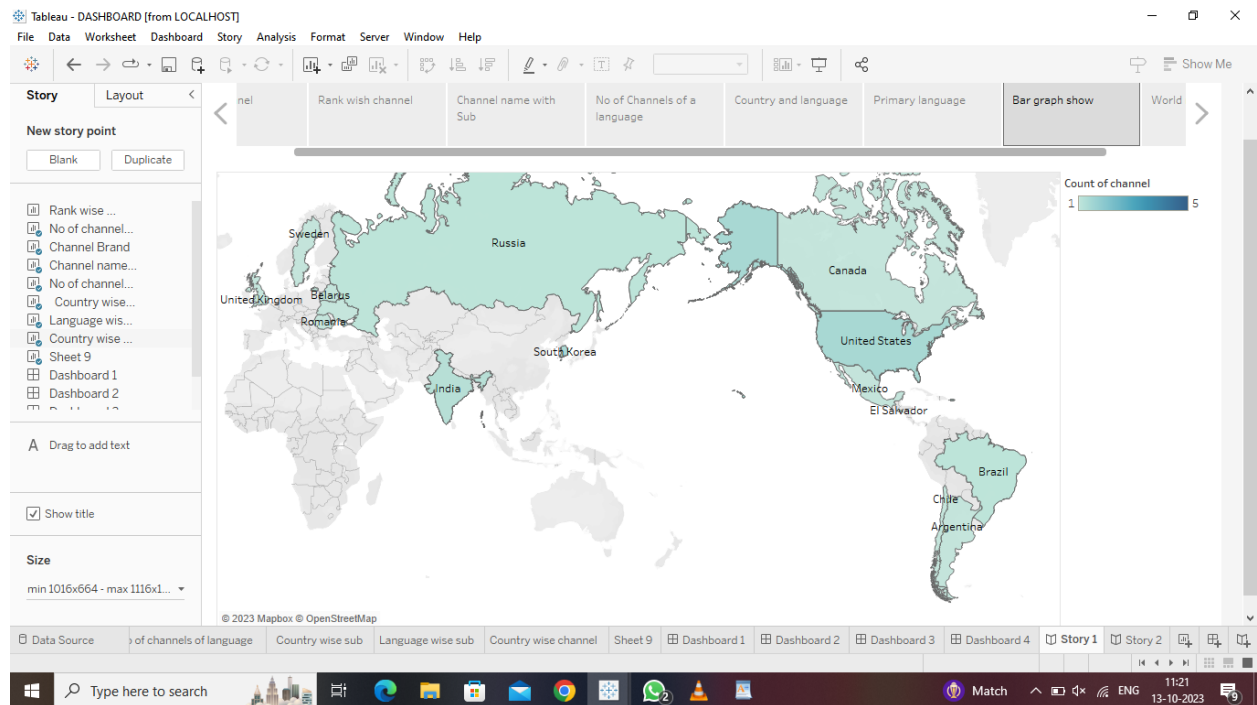 Tableau - DASHBOARD [from LOCALHOST]
File Data Worksheet Dashboard Story Analysis Format Server Window Help
Show Me
Story Layout
New story point
Blank Duplicate
Rank wise ...
No of channel...
Channel Brand
Channel name...
No of channel...
Country wise...
Language wis...
Country wise ...
Sheet 9
Dashboard 1
Dashboard 2
A Drag to add text
Show title
Size
min 1016x664 - max 1116x1...
nel
Rank wish channel
Channel name with
Sub
No of Channels of a
language
Country and language
Primary language
Bar graph show
World
Count of channel
1 5
Sweden
Russia
Canada
United Kingdom
Belarus
Romania
United States
South Korea
India
Mexico
El Salvador
Brazil
Chile
Argentina
© 2023 Mapbox © OpenStreetMap
Data Source
of channels of language
Country wise sub
Language wise sub
Country wise channel
Sheet 9
Dashboard 1
Dashboard 2
Dashboard 3
Dashboard 4
Story 1
Story 2
Type here to search
2
Match
ENG
11:21
13-10-2023
9